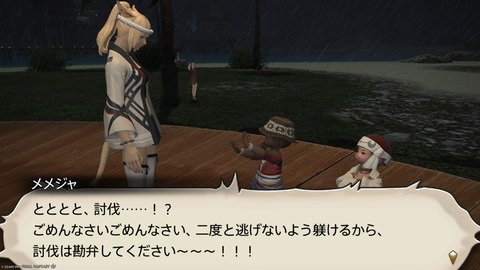 メメジャ
とととと、討伐……！？
ごめんなさいごめんなさい、二度と逃げないよう躾けるから、
討伐は勘弁してください～～～！！！